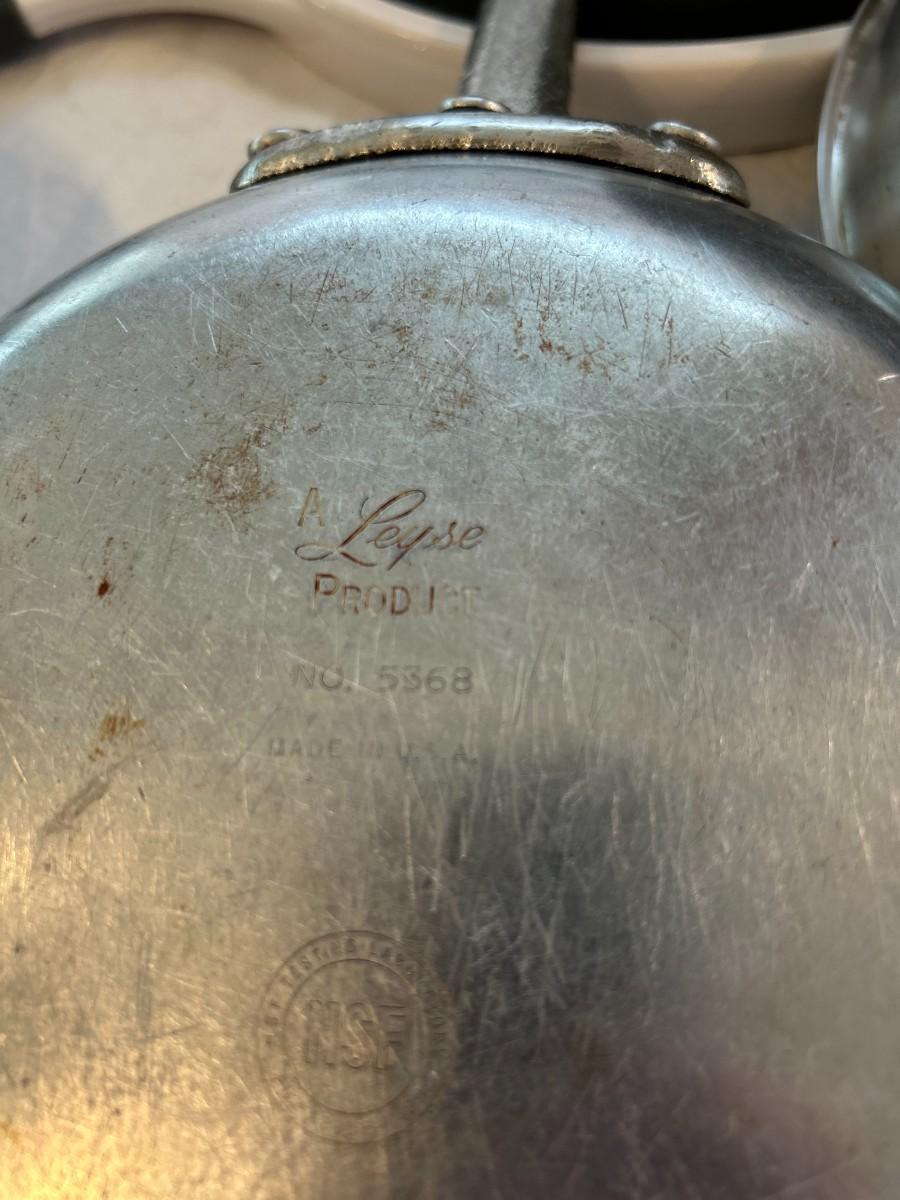 A Leyse
PRODUCT
NO. 5368
MADE IN U.S.A.
NSF